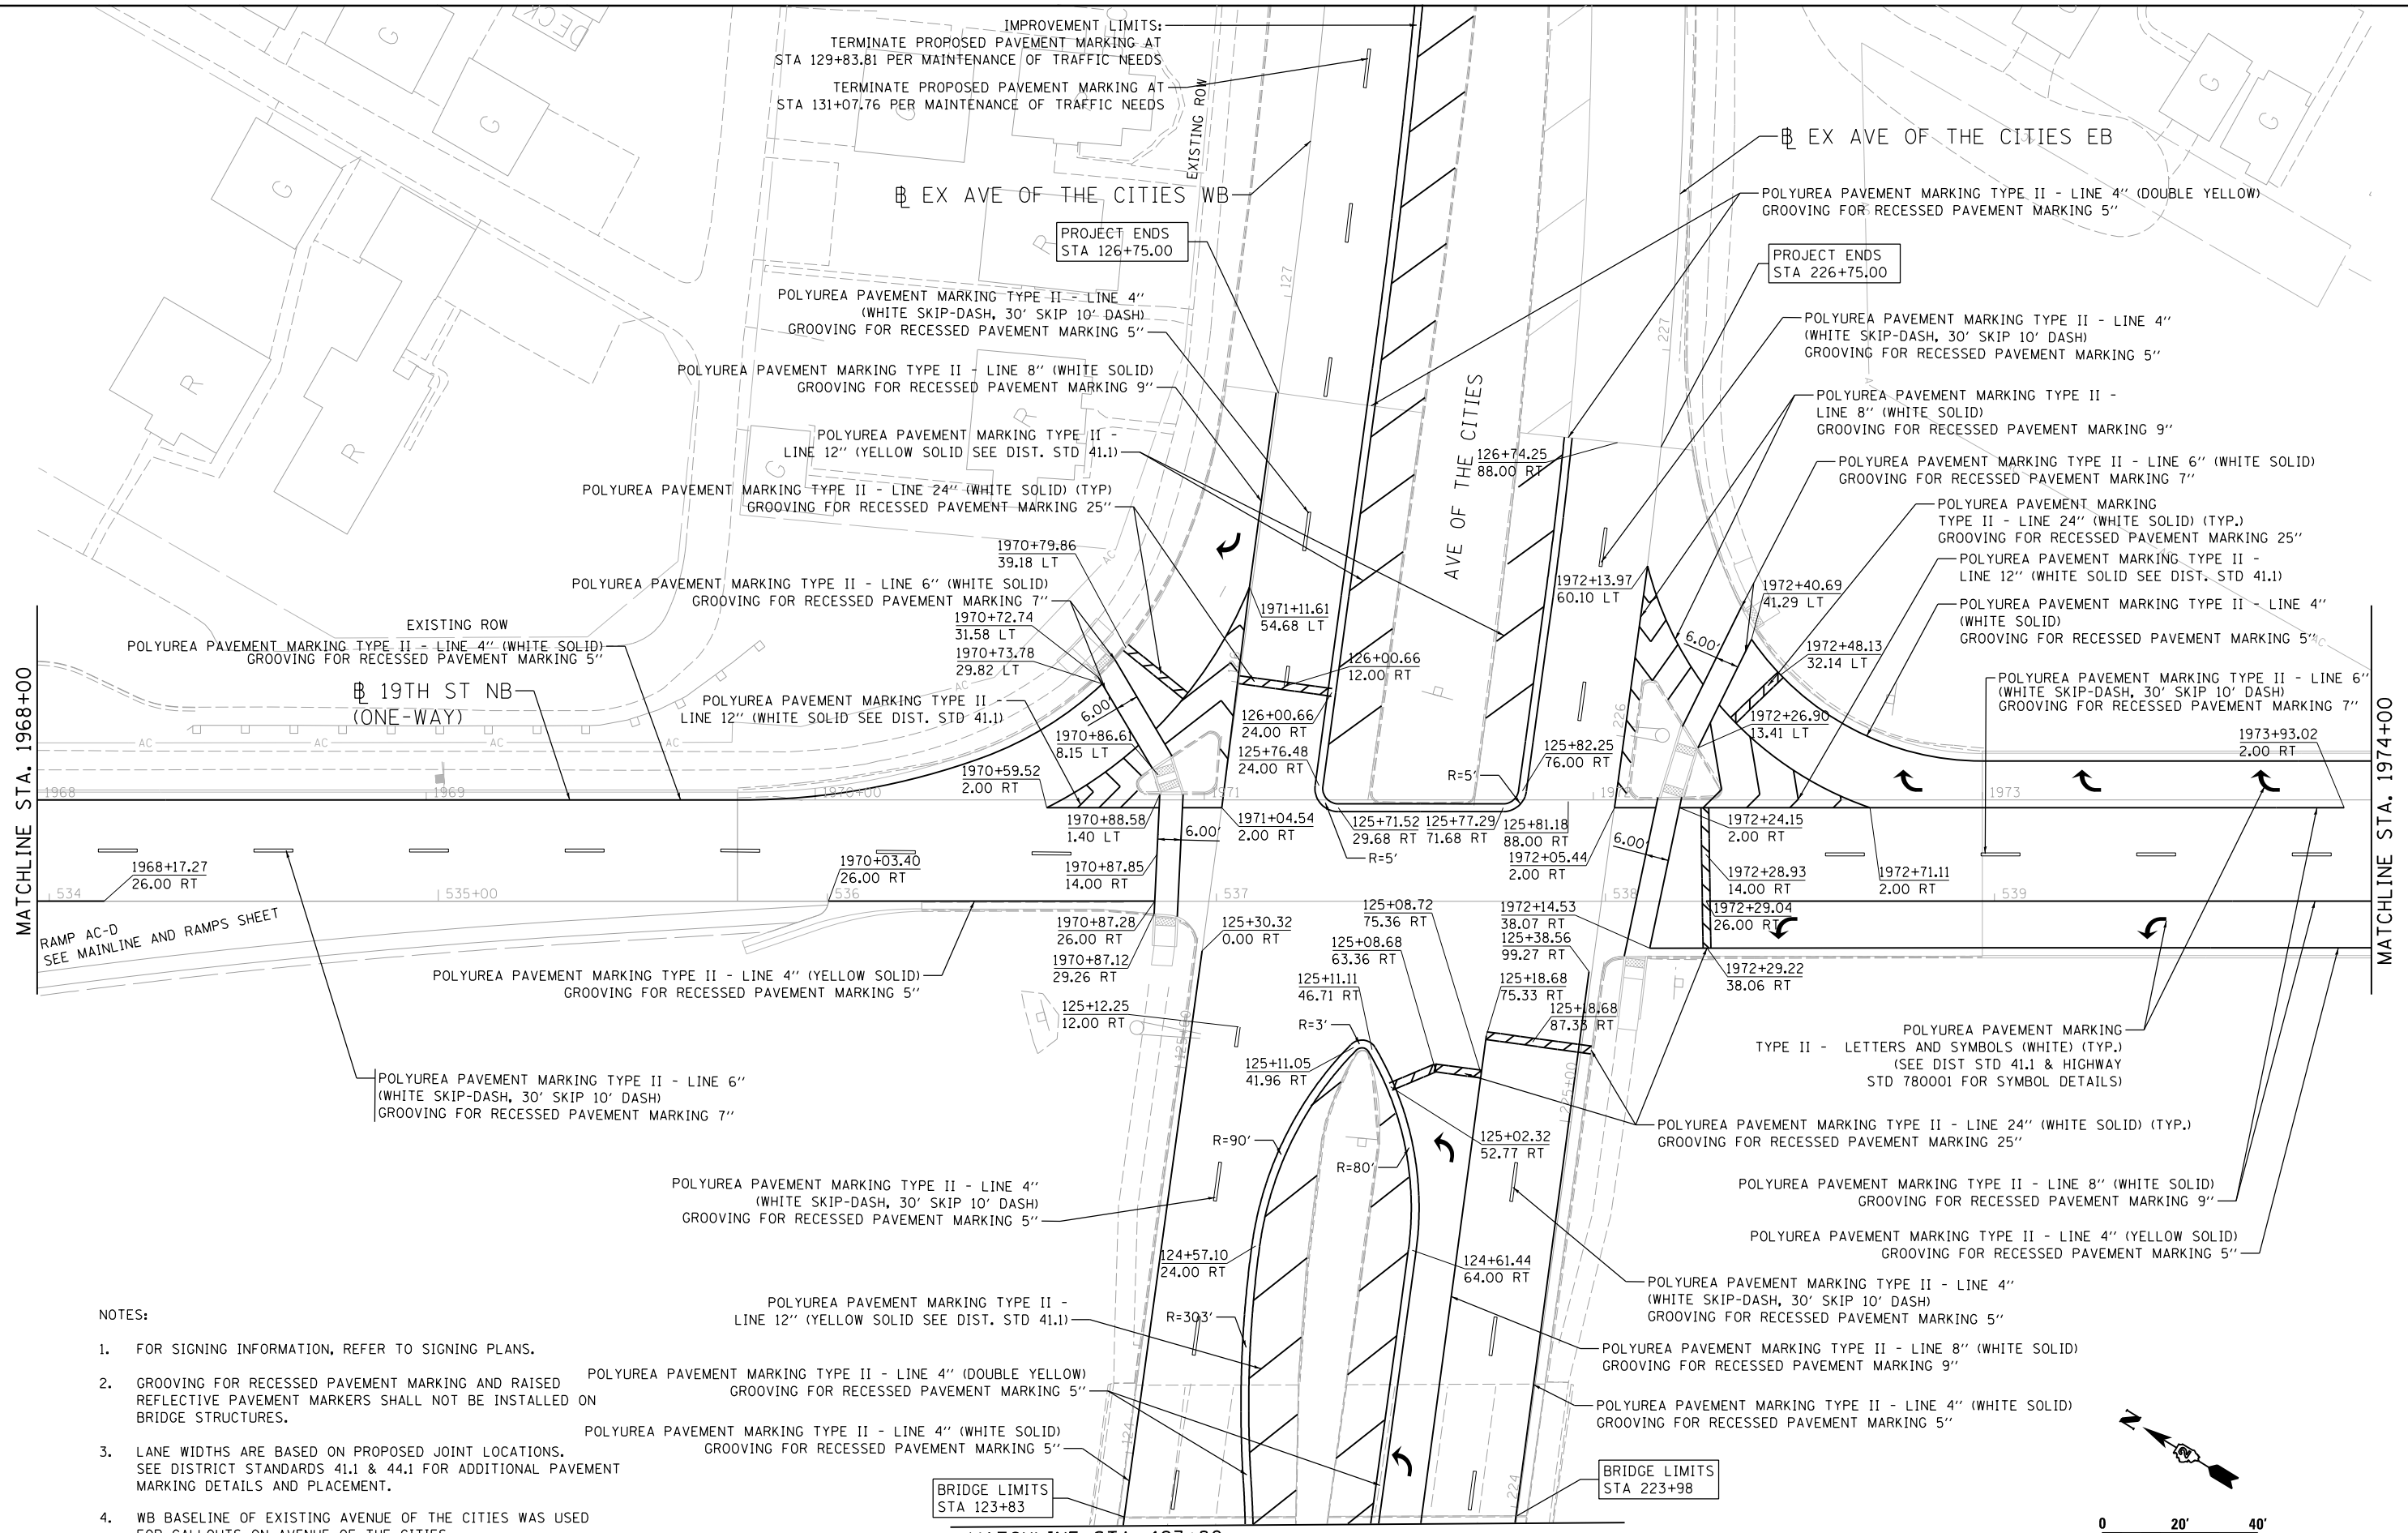 DECK
G
G
G
G
R
R
G
R
R
G
G
G
IMPROVEMENT LIMITS:
TERMINATE PROPOSED PAVEMENT MARKING AT
STA 129+83.81 PER MAINTENANCE OF TRAFFIC NEEDS
TERMINATE PROPOSED PAVEMENT MARKING AT
STA 131+07.76 PER MAINTENANCE OF TRAFFIC NEEDS
EXISTING ROW
EX AVE OF THE CITIES WB
EX AVE OF THE CITIES EB
PROJECT ENDS
STA 126+75.00
127
POLYUREA PAVEMENT MARKING TYPE II - LINE 4"
(WHITE SKIP-DASH, 30' SKIP 10' DASH)
GROOVING FOR RECESSED PAVEMENT MARKING 5"
POLYUREA PAVEMENT MARKING TYPE II - LINE 8" (WHITE SOLID)
GROOVING FOR RECESSED PAVEMENT MARKING 9"
POLYUREA PAVEMENT MARKING TYPE II -
LINE 12" (YELLOW SOLID SEE DIST. STD 41.1)
POLYUREA PAVEMENT MARKING TYPE II - LINE 24" (WHITE SOLID) (TYP)
GROOVING FOR RECESSED PAVEMENT MARKING 25"
1970+79.86
39.18 LT
POLYUREA PAVEMENT MARKING TYPE II - LINE 6" (WHITE SOLID)
GROOVING FOR RECESSED PAVEMENT MARKING 7"
1970+72.74
31.58 LT
1970+73.78
29.82 LT
EXISTING ROW
POLYUREA PAVEMENT MARKING TYPE II - LINE 4" (WHITE SOLID)
GROOVING FOR RECESSED PAVEMENT MARKING 5"
19TH ST NB
(ONE-WAY)
POLYUREA PAVEMENT MARKING TYPE II -
LINE 12" (WHITE SOLID SEE DIST. STD 41.1)
6.00'
1970+86.61
8.15 LT
1970+59.52
2.00 RT
1971+11.61
54.68 LT
126+00.66
12.00 RT
126+00.66
24.00 RT
125+76.48
24.00 RT
AVE OF THE CITIES
126+74.25
88.00 RT
POLYUREA PAVEMENT MARKING TYPE II - LINE 4" (DOUBLE YELLOW)
GROOVING FOR RECESSED PAVEMENT MARKING 5"
PROJECT ENDS
STA 226+75.00
227
POLYUREA PAVEMENT MARKING TYPE II - LINE 4"
(WHITE SKIP-DASH, 30' SKIP 10' DASH)
GROOVING FOR RECESSED PAVEMENT MARKING 5"
POLYUREA PAVEMENT MARKING TYPE II -
LINE 8" (WHITE SOLID)
GROOVING FOR RECESSED PAVEMENT MARKING 9"
POLYUREA PAVEMENT MARKING TYPE II - LINE 6" (WHITE SOLID)
GROOVING FOR RECESSED PAVEMENT MARKING 7"
POLYUREA PAVEMENT MARKING
TYPE II - LINE 24" (WHITE SOLID) (TYP.)
GROOVING FOR RECESSED PAVEMENT MARKING 25"
POLYUREA PAVEMENT MARKING TYPE II -
LINE 12" (WHITE SOLID SEE DIST. STD 41.1)
POLYUREA PAVEMENT MARKING TYPE II - LINE 4"
(WHITE SOLID)
GROOVING FOR RECESSED PAVEMENT MARKING 5"
POLYUREA PAVEMENT MARKING TYPE II - LINE 6"
(WHITE SKIP-DASH, 30' SKIP 10' DASH)
GROOVING FOR RECESSED PAVEMENT MARKING 7"
1972+13.97
60.10 LT
1972+40.69
41.29 LT
6.00'
1972+48.13
32.14 LT
1972+26.90
13.41 LT
1973+93.02
2.00 RT
125+82.25
76.00 RT
226
R=5'
MATCHLINE STA. 1968+00
MATCHLINE STA. 1974+00
AC
AC
AC
AC
AC
AC
1968
1969
1970+00
1971
1973
1970+88.58
1.40 LT
6.00'
1971+04.54
2.00 RT
125+71.52
29.68 RT
125+77.29
71.68 RT
125+81.18
88.00 RT
R=5'
1972+05.44
2.00 RT
6.00'
1972+24.15
2.00 RT
1968+17.27
26.00 RT
1970+03.40
26.00 RT
1970+87.85
14.00 RT
1972+28.93
14.00 RT
1972+71.11
2.00 RT
534
535+00
536
537
538
539
RAMP AC-D
SEE MAINLINE AND RAMPS SHEET
1970+87.28
26.00 RT
125+30.32
0.00 RT
125+08.72
75.36 RT
1972+14.53
38.07 RT
1972+29.04
26.00 RT
1970+87.12
29.26 RT
125+08.68
63.36 RT
125+38.56
99.27 RT
1972+29.22
38.06 RT
POLYUREA PAVEMENT MARKING TYPE II - LINE 4" (YELLOW SOLID)
GROOVING FOR RECESSED PAVEMENT MARKING 5"
125+11.11
46.71 RT
125+18.68
75.33 RT
125+12.25
12.00 RT
R=3'
125+18.68
87.33 RT
125+00
225+00
125+11.05
41.96 RT
POLYUREA PAVEMENT MARKING
TYPE II - LETTERS AND SYMBOLS (WHITE) (TYP.)
(SEE DIST STD 41.1 & HIGHWAY
STD 780001 FOR SYMBOL DETAILS)
POLYUREA PAVEMENT MARKING TYPE II - LINE 6"
(WHITE SKIP-DASH, 30' SKIP 10' DASH)
GROOVING FOR RECESSED PAVEMENT MARKING 7"
R=90'
R=80'
125+02.32
52.77 RT
POLYUREA PAVEMENT MARKING TYPE II - LINE 24" (WHITE SOLID) (TYP.)
GROOVING FOR RECESSED PAVEMENT MARKING 25"
POLYUREA PAVEMENT MARKING TYPE II - LINE 4"
(WHITE SKIP-DASH, 30' SKIP 10' DASH)
GROOVING FOR RECESSED PAVEMENT MARKING 5"
POLYUREA PAVEMENT MARKING TYPE II - LINE 8" (WHITE SOLID)
GROOVING FOR RECESSED PAVEMENT MARKING 9"
POLYUREA PAVEMENT MARKING TYPE II - LINE 4" (YELLOW SOLID)
GROOVING FOR RECESSED PAVEMENT MARKING 5"
124+57.10
24.00 RT
124+61.44
64.00 RT
POLYUREA PAVEMENT MARKING TYPE II - LINE 4"
(WHITE SKIP-DASH, 30' SKIP 10' DASH)
GROOVING FOR RECESSED PAVEMENT MARKING 5"
POLYUREA PAVEMENT MARKING TYPE II -
LINE 12" (YELLOW SOLID SEE DIST. STD 41.1)
R=303'
POLYUREA PAVEMENT MARKING TYPE II - LINE 8" (WHITE SOLID)
GROOVING FOR RECESSED PAVEMENT MARKING 9"
POLYUREA PAVEMENT MARKING TYPE II - LINE 4" (DOUBLE YELLOW)
GROOVING FOR RECESSED PAVEMENT MARKING 5"
POLYUREA PAVEMENT MARKING TYPE II - LINE 4" (WHITE SOLID)
GROOVING FOR RECESSED PAVEMENT MARKING 5"
POLYUREA PAVEMENT MARKING TYPE II - LINE 4" (WHITE SOLID)
GROOVING FOR RECESSED PAVEMENT MARKING 5"
124
224
BRIDGE LIMITS
STA 123+83
BRIDGE LIMITS
STA 223+98
NOTES:
1. FOR SIGNING INFORMATION, REFER TO SIGNING PLANS.
2. GROOVING FOR RECESSED PAVEMENT MARKING AND RAISED
REFLECTIVE PAVEMENT MARKERS SHALL NOT BE INSTALLED ON
BRIDGE STRUCTURES.
3. LANE WIDTHS ARE BASED ON PROPOSED JOINT LOCATIONS.
SEE DISTRICT STANDARDS 41.1 & 44.1 FOR ADDITIONAL PAVEMENT
MARKING DETAILS AND PLACEMENT.
4. WB BASELINE OF EXISTING AVENUE OF THE CITIES WAS USED
N
2
0 20' 40'